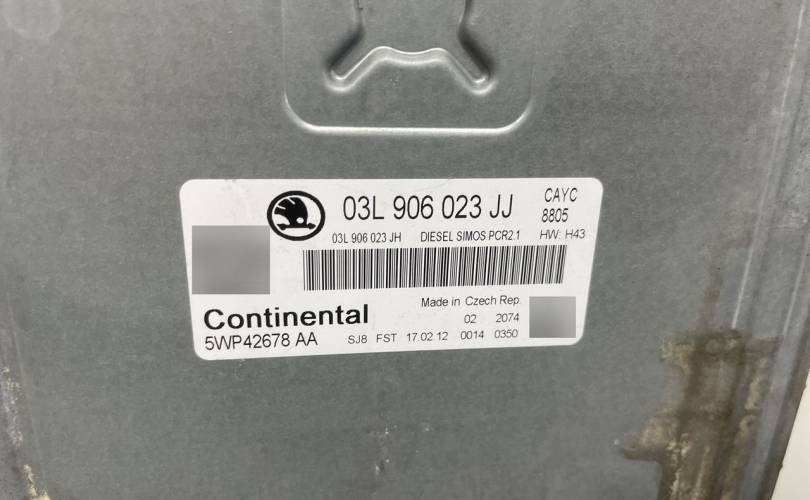 03L 906 023 JJ CAYC
8805
03L 906 023 JH DIESEL SIMOS PCR2.1 HW: H43
Made in Czech Rep.
Continental
02 2074
5WP42678 AA SJ8 FST 17.02.12 0014 0350